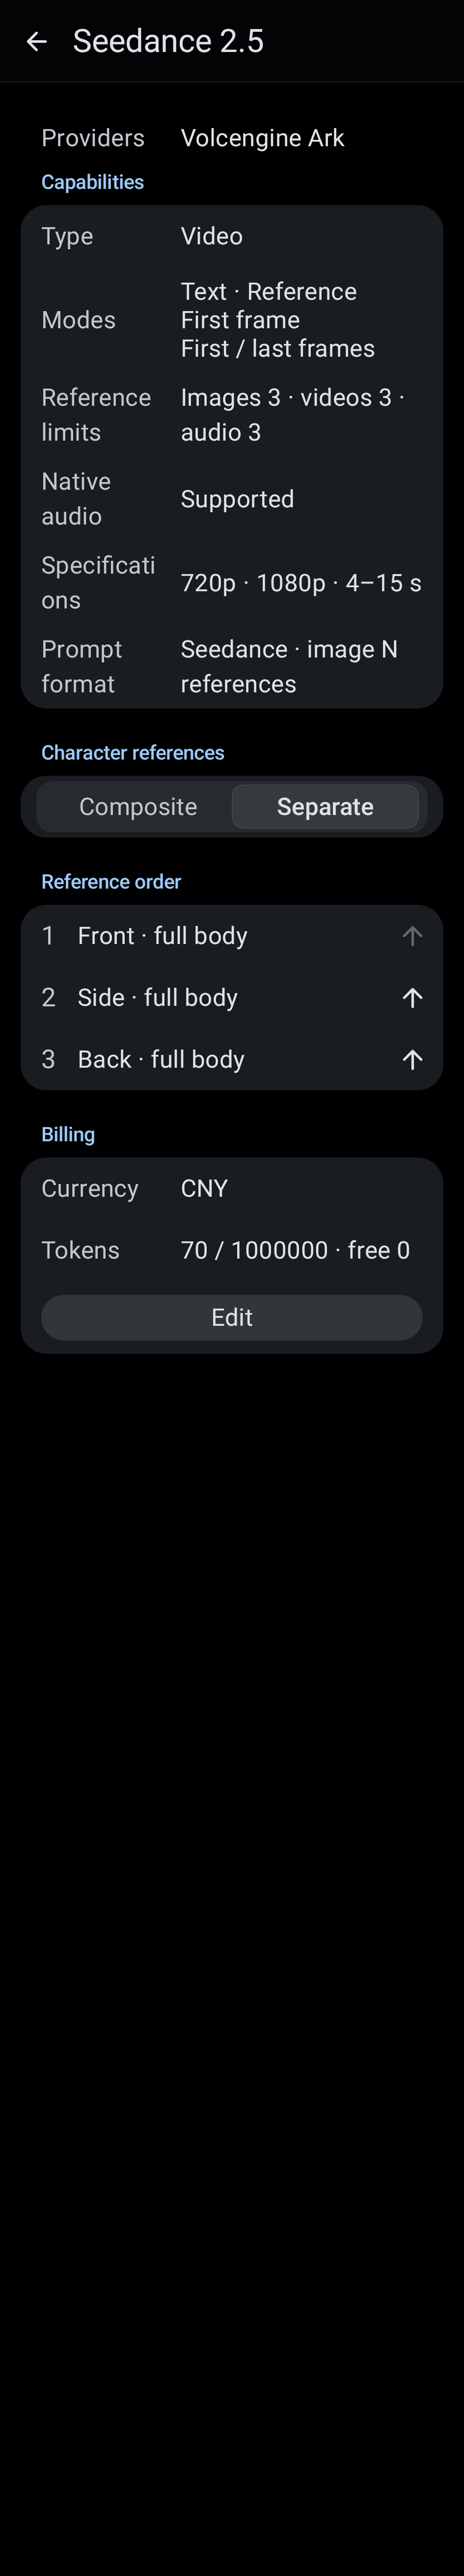 Seedance 2.5
Providers Volcengine Ark
Capabilities
Type Video
Modes Text · Reference
First frame
First / last frames
Reference limits Images 3 · videos 3 ·
audio 3
Native audio Supported
Specifications 720p · 1080p · 4–15 s
Prompt format Seedance · image N
references
Character references
Composite Separate
Reference order
1 Front · full body
2 Side · full body
3 Back · full body
Billing
Currency CNY
Tokens 70 / 1000000 · free 0
Edit